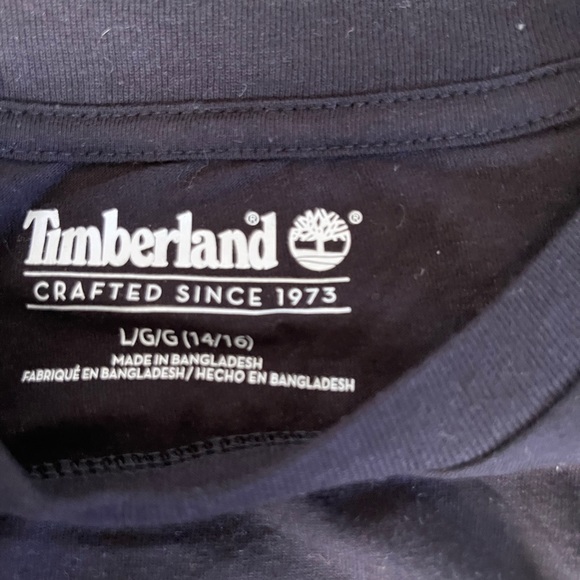 Timberland®
CRAFTED SINCE 1973
L/G/G (14/16)
MADE IN BANGLADESH
FABRIQUÉ EN BANGLADESH / HECHO EN BANGLADESH